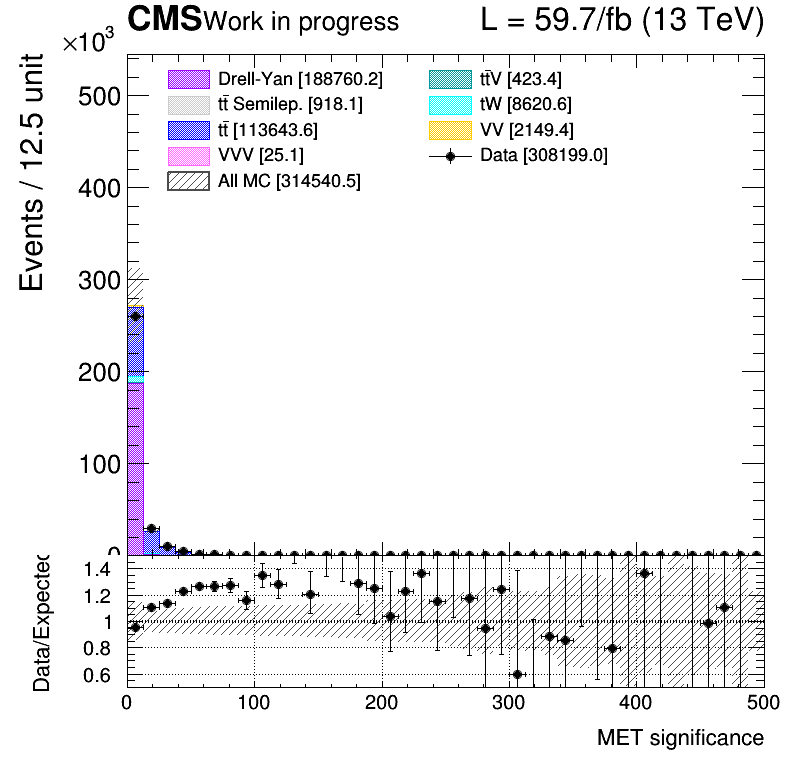 CMS Work in progress L = 59.7/fb (13 TeV)
×10³
Drell-Yan [188760.2]
tt̄ Semilep. [918.1]
tt̄ [113643.6]
VVV [25.1]
All MC [314540.5]
tt̄V [423.4]
tW [8620.6]
VV [2149.4]
Data [308199.0]
Events / 12.5 unit
500
400
300
200
100
0
Data/Expected
1.4
1.2
1
0.8
0.6
0 100 200 300 400 500
MET significance